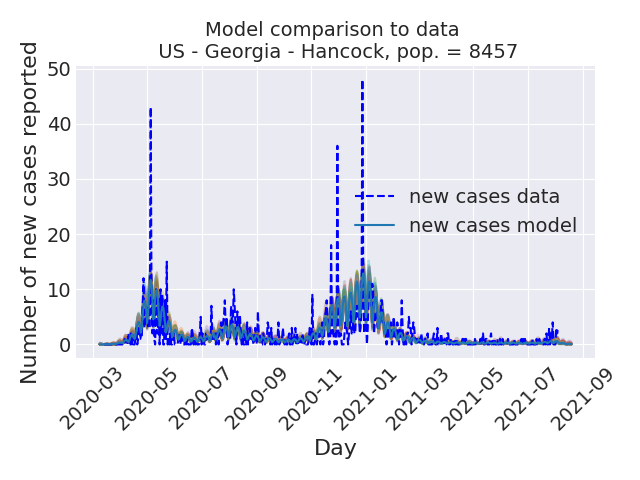 Model comparison to data
US - Georgia - Hancock, pop. = 8457
Number of new cases reported
50
40
30
20
10
0
new cases data
new cases model
2020-03
2020-05
2020-07
2020-09
2020-11
2021-01
2021-03
2021-05
2021-07
2021-09
Day